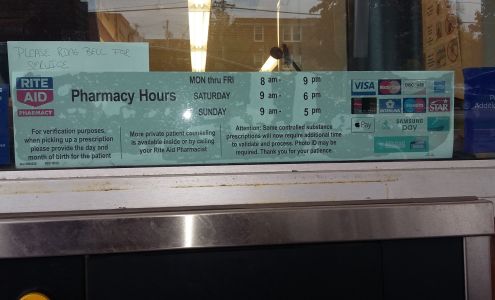 PLEASE RING BELL FOR
SERVICE
RITE
AID
PHARMACY
Pharmacy Hours
MON thru FRI 8 am - 9 pm
SATURDAY 9 am - 6 pm
SUNDAY 9 am - 5 pm
For verification purposes,
when picking up a prescription
please provide the day and
month of birth for the patient
More private patient counseling
is available inside or by calling
your Rite Aid Pharmacist
Attention: Some controlled substance
prescriptions will now require additional time
to validate and process. Photo ID may be
required. Thank you for your patience.
VISA
STAR
Pay
SAMSUNG
PAY